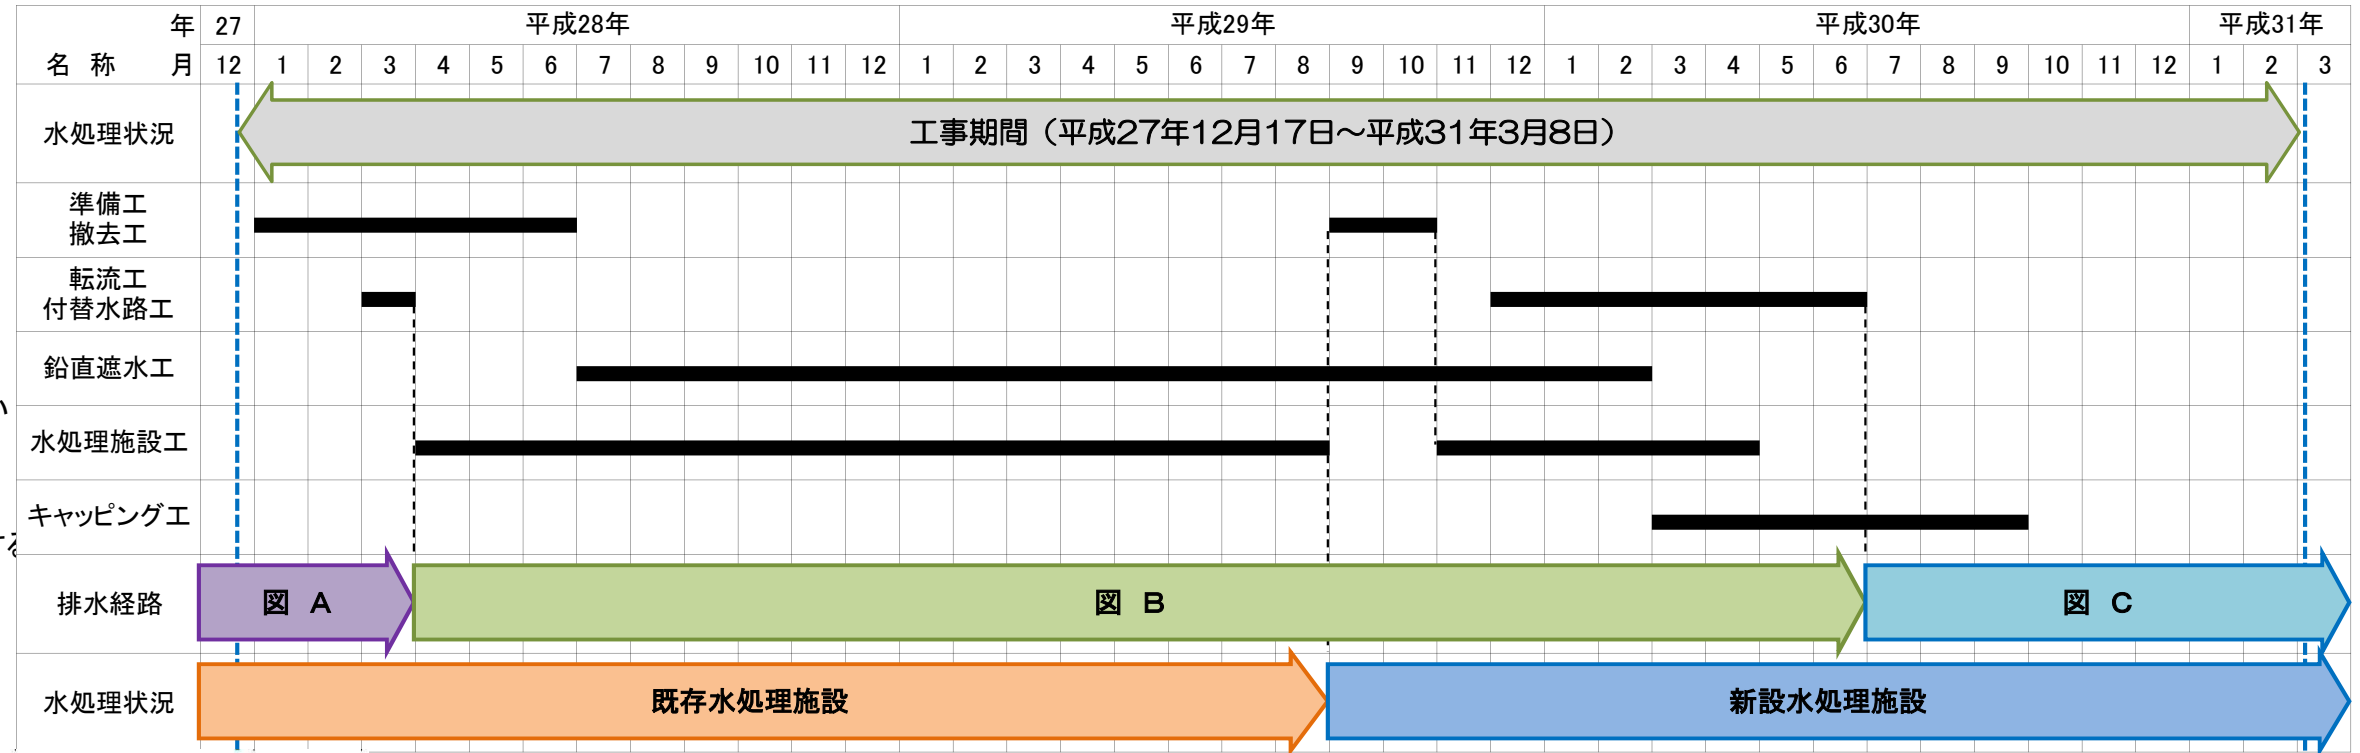 年 27 平成28年 平成29年 平成30年 平成31年
名称 月 12 1 2 3 4 5 6 7 8 9 10 11 12 1 2 3 4 5 6 7 8 9 10 11 12 1 2 3 4 5 6 7 8 9 10 11 12 1 2 3
水処理状況 工事期間（平成27年12月17日～平成31年3月8日）
準備工
撤去工
転流工
付替水路工
鉛直遮水工
い
水処理施設工
キャッピング工
する
排水経路 図 A 図 B 図 C
水処理状況 既存水処理施設 新設水処理施設